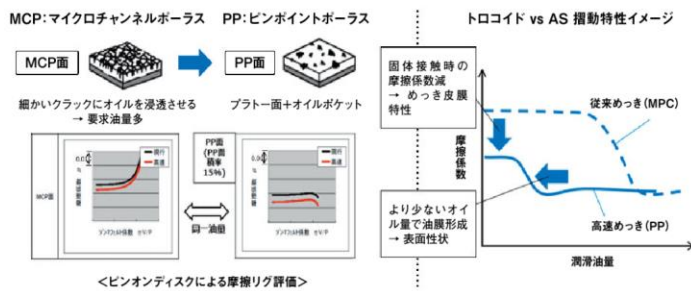 MCP:マイクロチャンネルポーラス
PP:ピンポイントポーラス
MCP面
PP面
細かいクラックにオイルを浸透させる
→ 要求油量多
プラトー面+オイルポケット
MCP面
現行
高速
PP面
(PP面
積率
15%)
同一油量
現行
高速
<ピンオンディスクによる摩擦リグ評価>
トロコイド vs AS 摺動特性イメージ
固体接触時の
摩擦係数減
→ めっき皮膜
特性
従来めっき(MPC)
摩擦係数
より少ないオイ
ル量で油膜形成
→ 表面性状
高速めっき(PP)
潤滑油量